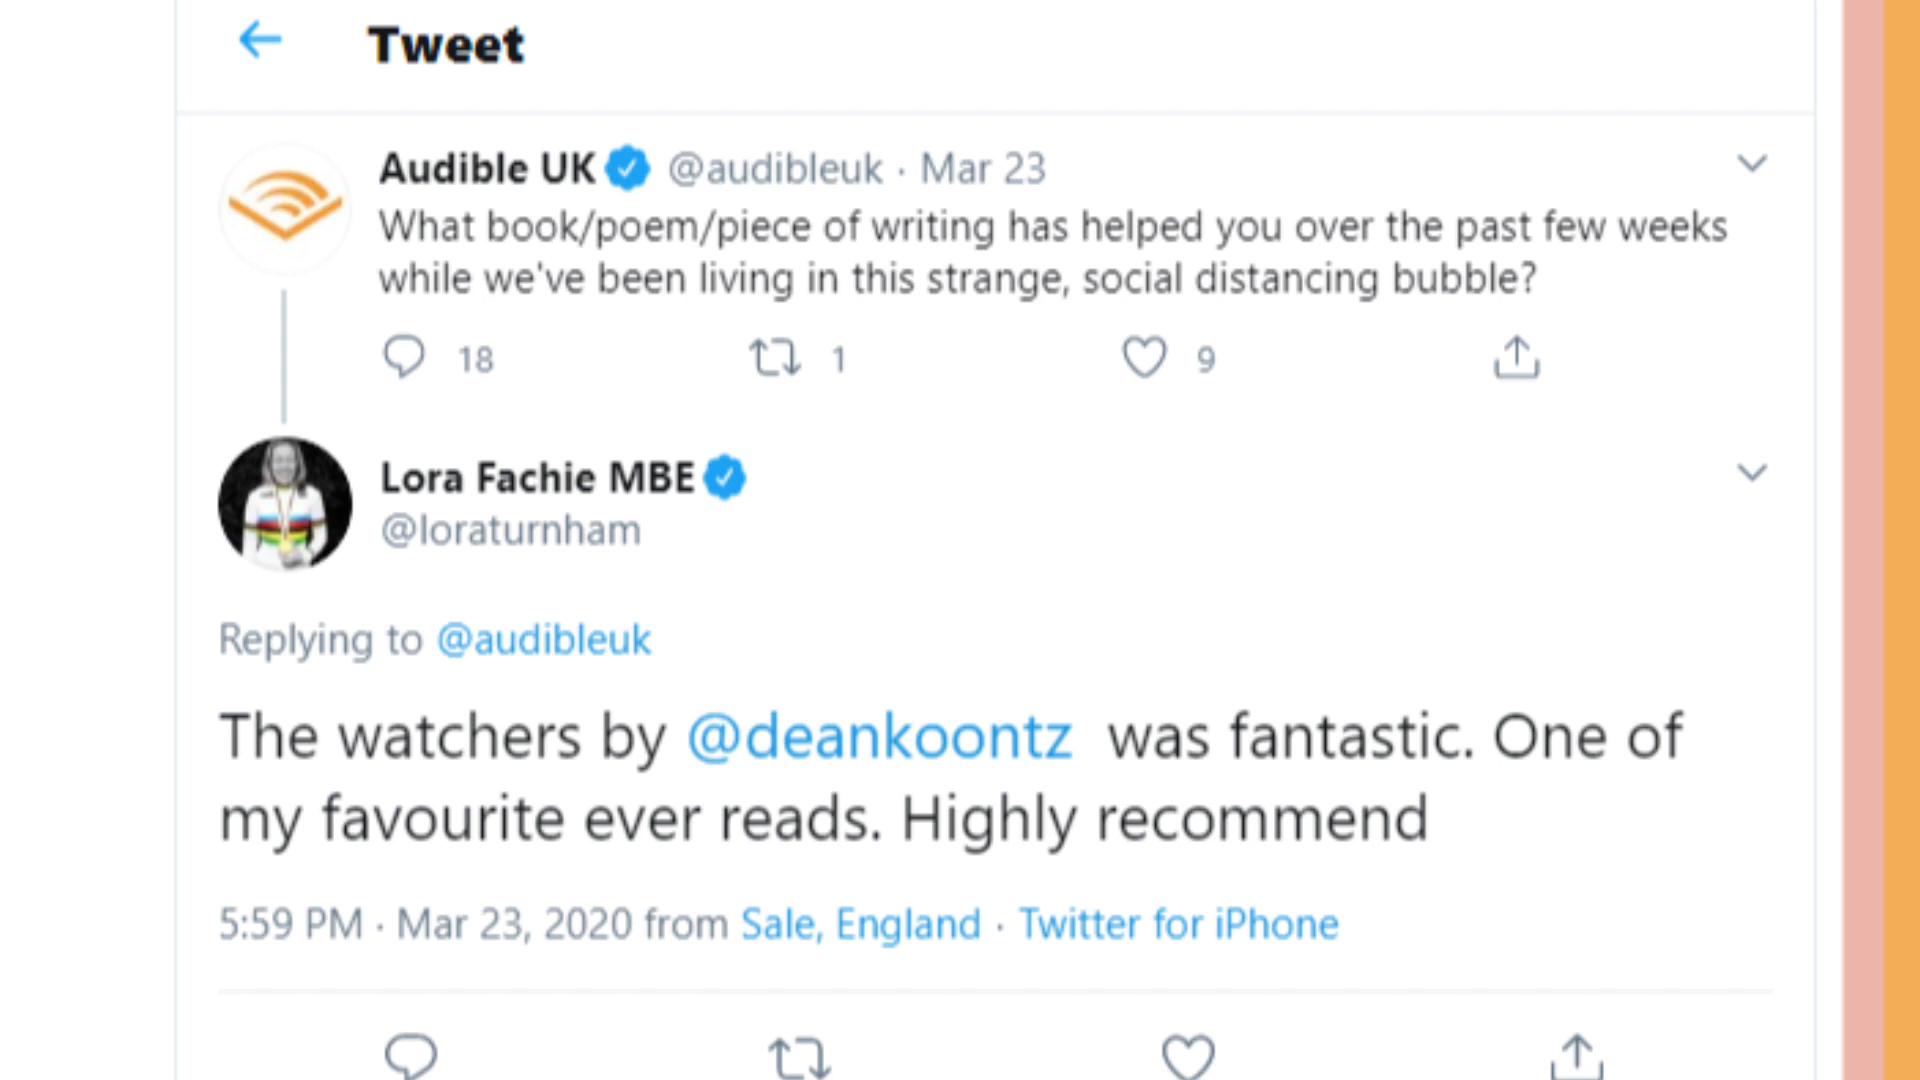 Tweet
Audible UK @audibleuk · Mar 23
What book/poem/piece of writing has helped you over the past few weeks
while we've been living in this strange, social distancing bubble?
18 1 9
Lora Fachie MBE
@loraturnham
Replying to @audibleuk
The watchers by @deankoontz was fantastic. One of
my favourite ever reads. Highly recommend
5:59 PM · Mar 23, 2020 from Sale, England · Twitter for iPhone